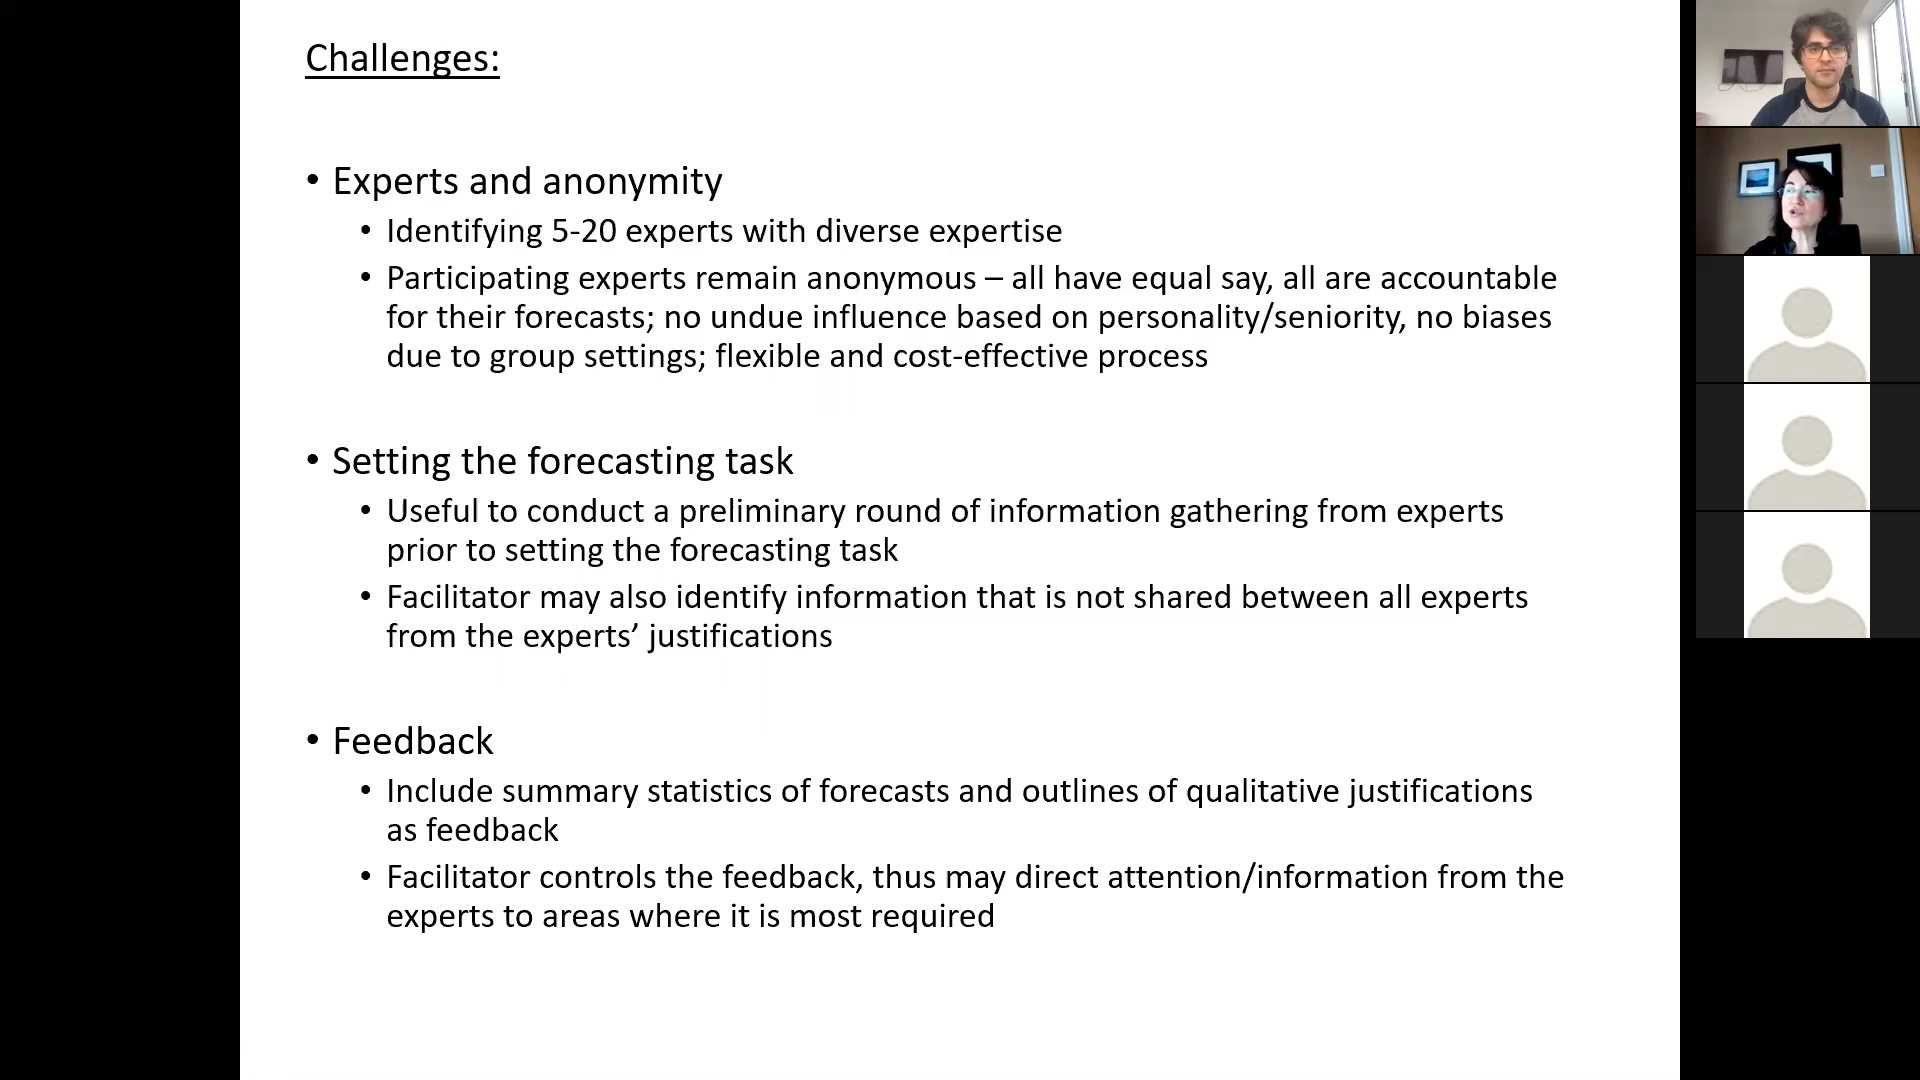 Challenges:
• Experts and anonymity
• Identifying 5-20 experts with diverse expertise
• Participating experts remain anonymous – all have equal say, all are accountable
for their forecasts; no undue influence based on personality/seniority, no biases
due to group settings; flexible and cost-effective process
• Setting the forecasting task
• Useful to conduct a preliminary round of information gathering from experts
prior to setting the forecasting task
• Facilitator may also identify information that is not shared between all experts
from the experts’ justifications
• Feedback
• Include summary statistics of forecasts and outlines of qualitative justifications
as feedback
• Facilitator controls the feedback, thus may direct attention/information from the
experts to areas where it is most required